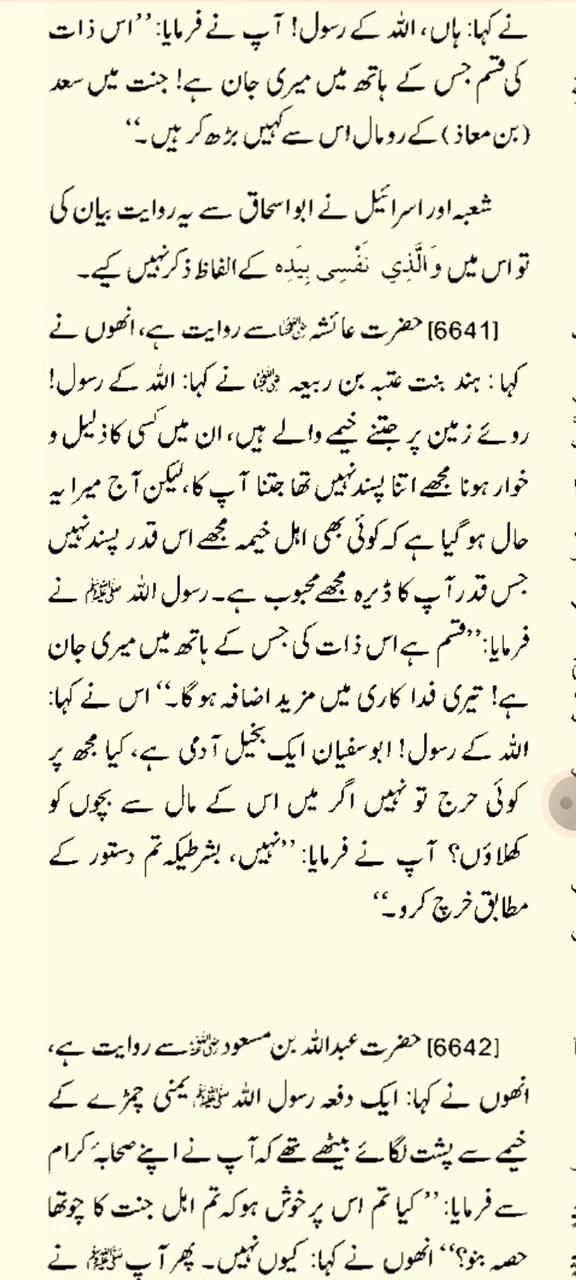 نے کہا: ہاں، اللہ کے رسول! آپ نے فرمایا: ’’اس ذات
کی قسم جس کے ہاتھ میں میری جان ہے! جنت میں سعد
(بن معاذ) کے رومال اس سے کہیں بڑھ کر ہیں۔‘‘
شعبہ اور اسرائیل نے ابو اسحاق سے یہ روایت بیان کی
تو اس میں وَالَّذِي نَفْسِي بِيَدِه کے الفاظ ذکر نہیں کیے۔
[6641] حضرت عائشہ ؓ سے روایت ہے، انھوں نے
کہا: ہند بنت عتبہ بن ربیعہ ؓ نے کہا: اللہ کے رسول!
روئے زمین پر جتنے خیمے والے ہیں، ان میں کسی کا ذلیل و
خوار ہونا مجھے اتنا پسند نہیں تھا جتنا آپ کا، لیکن آج میرا یہ
حال ہو گیا ہے کہ کوئی بھی اہل خیمہ مجھے اس قدر پسند نہیں
جس قدر آپ کا ڈیرہ مجھے محبوب ہے۔ رسول اللہ ﷺ نے
فرمایا: ’’قسم ہے اس ذات کی جس کے ہاتھ میں میری جان
ہے! تیری فدا کاری میں مزید اضافہ ہو گا۔‘‘ اس نے کہا:
اللہ کے رسول! ابو سفیان ایک بخیل آدمی ہے، کیا مجھ پر
کوئی حرج تو نہیں اگر میں اس کے مال سے بچوں کو
کھلاؤں؟ آپ نے فرمایا: ’’نہیں، بشرطیکہ تم دستور کے
مطابق خرچ کرو۔‘‘
[6642] حضرت عبداللہ بن مسعود ؓ سے روایت ہے،
انھوں نے کہا: ایک دفعہ رسول اللہ ﷺ یمنی چمڑے کے
خیمے سے پشت لگائے بیٹھے تھے کہ آپ نے اپنے صحابۂ کرام
سے فرمایا: ’’کیا تم اس پر خوش ہو کہ تم اہل جنت کا چوتھا
حصہ بنو؟‘‘ انھوں نے کہا: کیوں نہیں۔ پھر آپ ﷺ نے